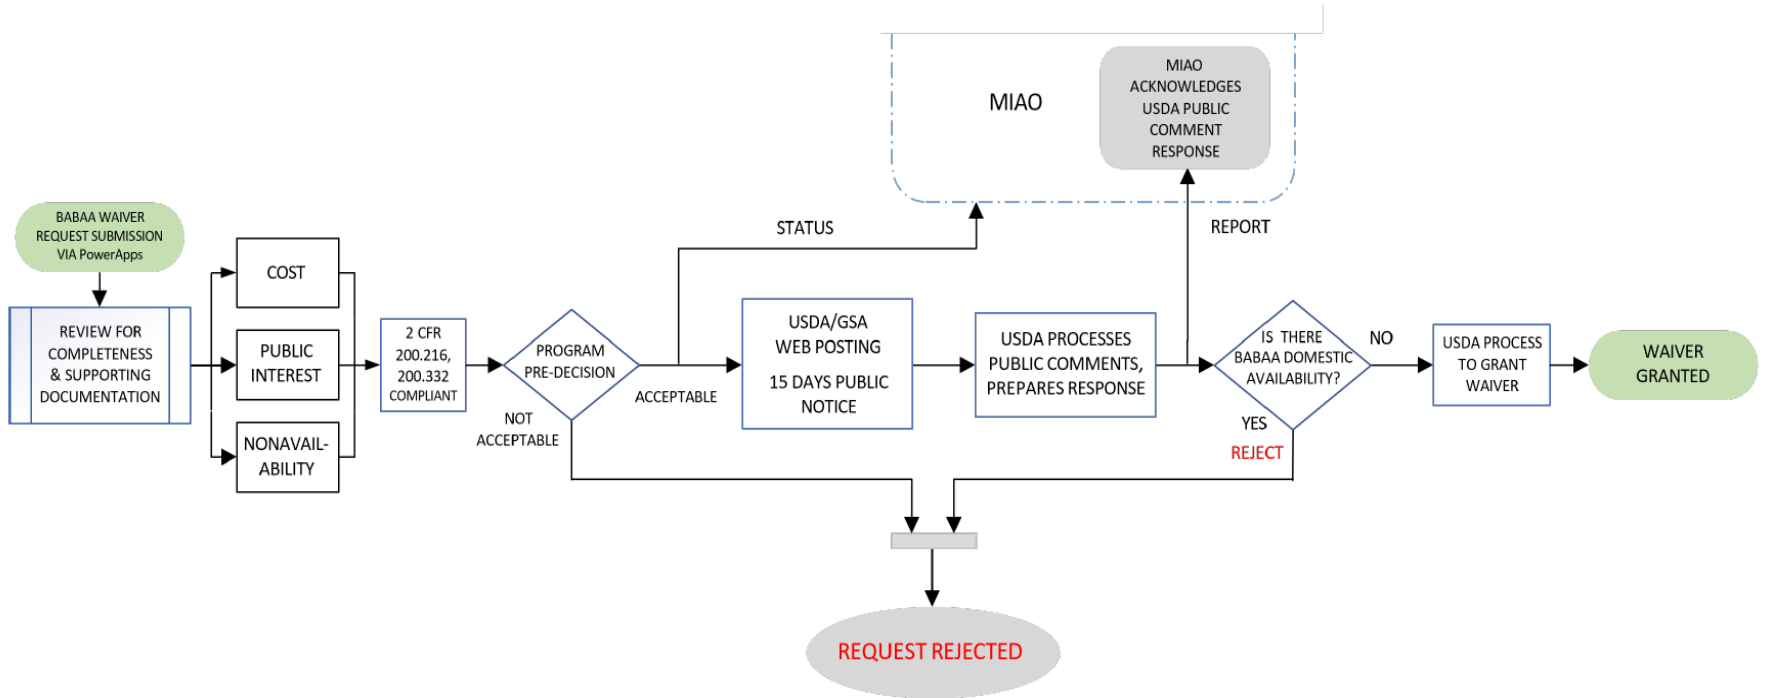 BABAA WAIVER
REQUEST SUBMISSION
VIA PowerApps
REVIEW FOR
COMPLETENESS
& SUPPORTING
DOCUMENTATION
COST
PUBLIC
INTEREST
NONAVAIL-
ABILITY
2 CFR
200.216,
200.332
COMPLIANT
PROGRAM
PRE-DECISION
NOT
ACCEPTABLE
ACCEPTABLE
STATUS
MIAO
MIAO
ACKNOWLEDGES
USDA PUBLIC
COMMENT
RESPONSE
REPORT
USDA/GSA
WEB POSTING
15 DAYS PUBLIC
NOTICE
USDA PROCESSES
PUBLIC COMMENTS,
PREPARES RESPONSE
IS THERE
BABAA DOMESTIC
AVAILABILITY?
NO
YES
REJECT
USDA PROCESS
TO GRANT
WAIVER
WAIVER
GRANTED
REQUEST REJECTED